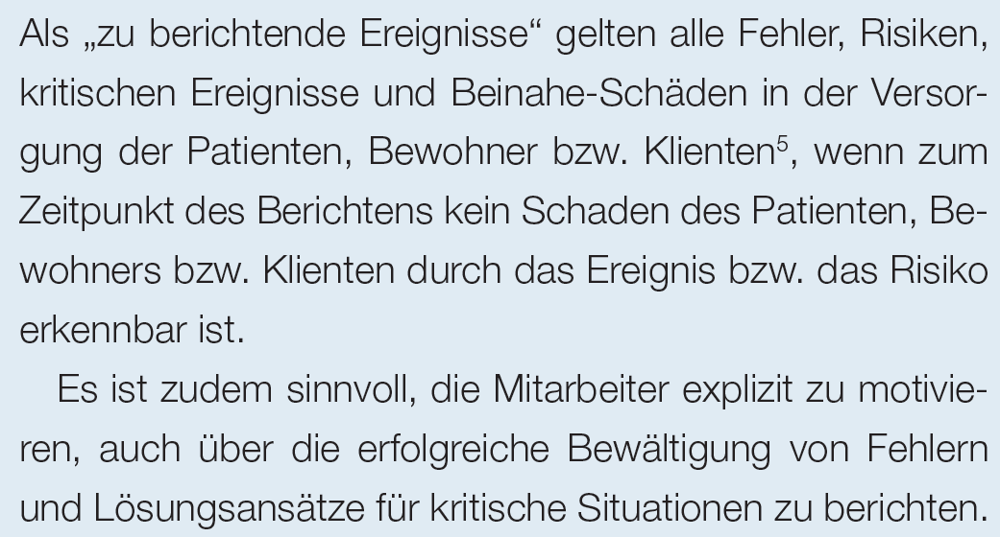 Als „zu berichtende Ereignisse“ gelten alle Fehler, Risiken,
kritischen Ereignisse und Beinahe-Schäden in der Versor-
gung der Patienten, Bewohner bzw. Klienten⁵, wenn zum
Zeitpunkt des Berichtens kein Schaden des Patienten, Be-
wohners bzw. Klienten durch das Ereignis bzw. das Risiko
erkennbar ist.
Es ist zudem sinnvoll, die Mitarbeiter explizit zu motivie-
ren, auch über die erfolgreiche Bewältigung von Fehlern
und Lösungsansätze für kritische Situationen zu berichten.